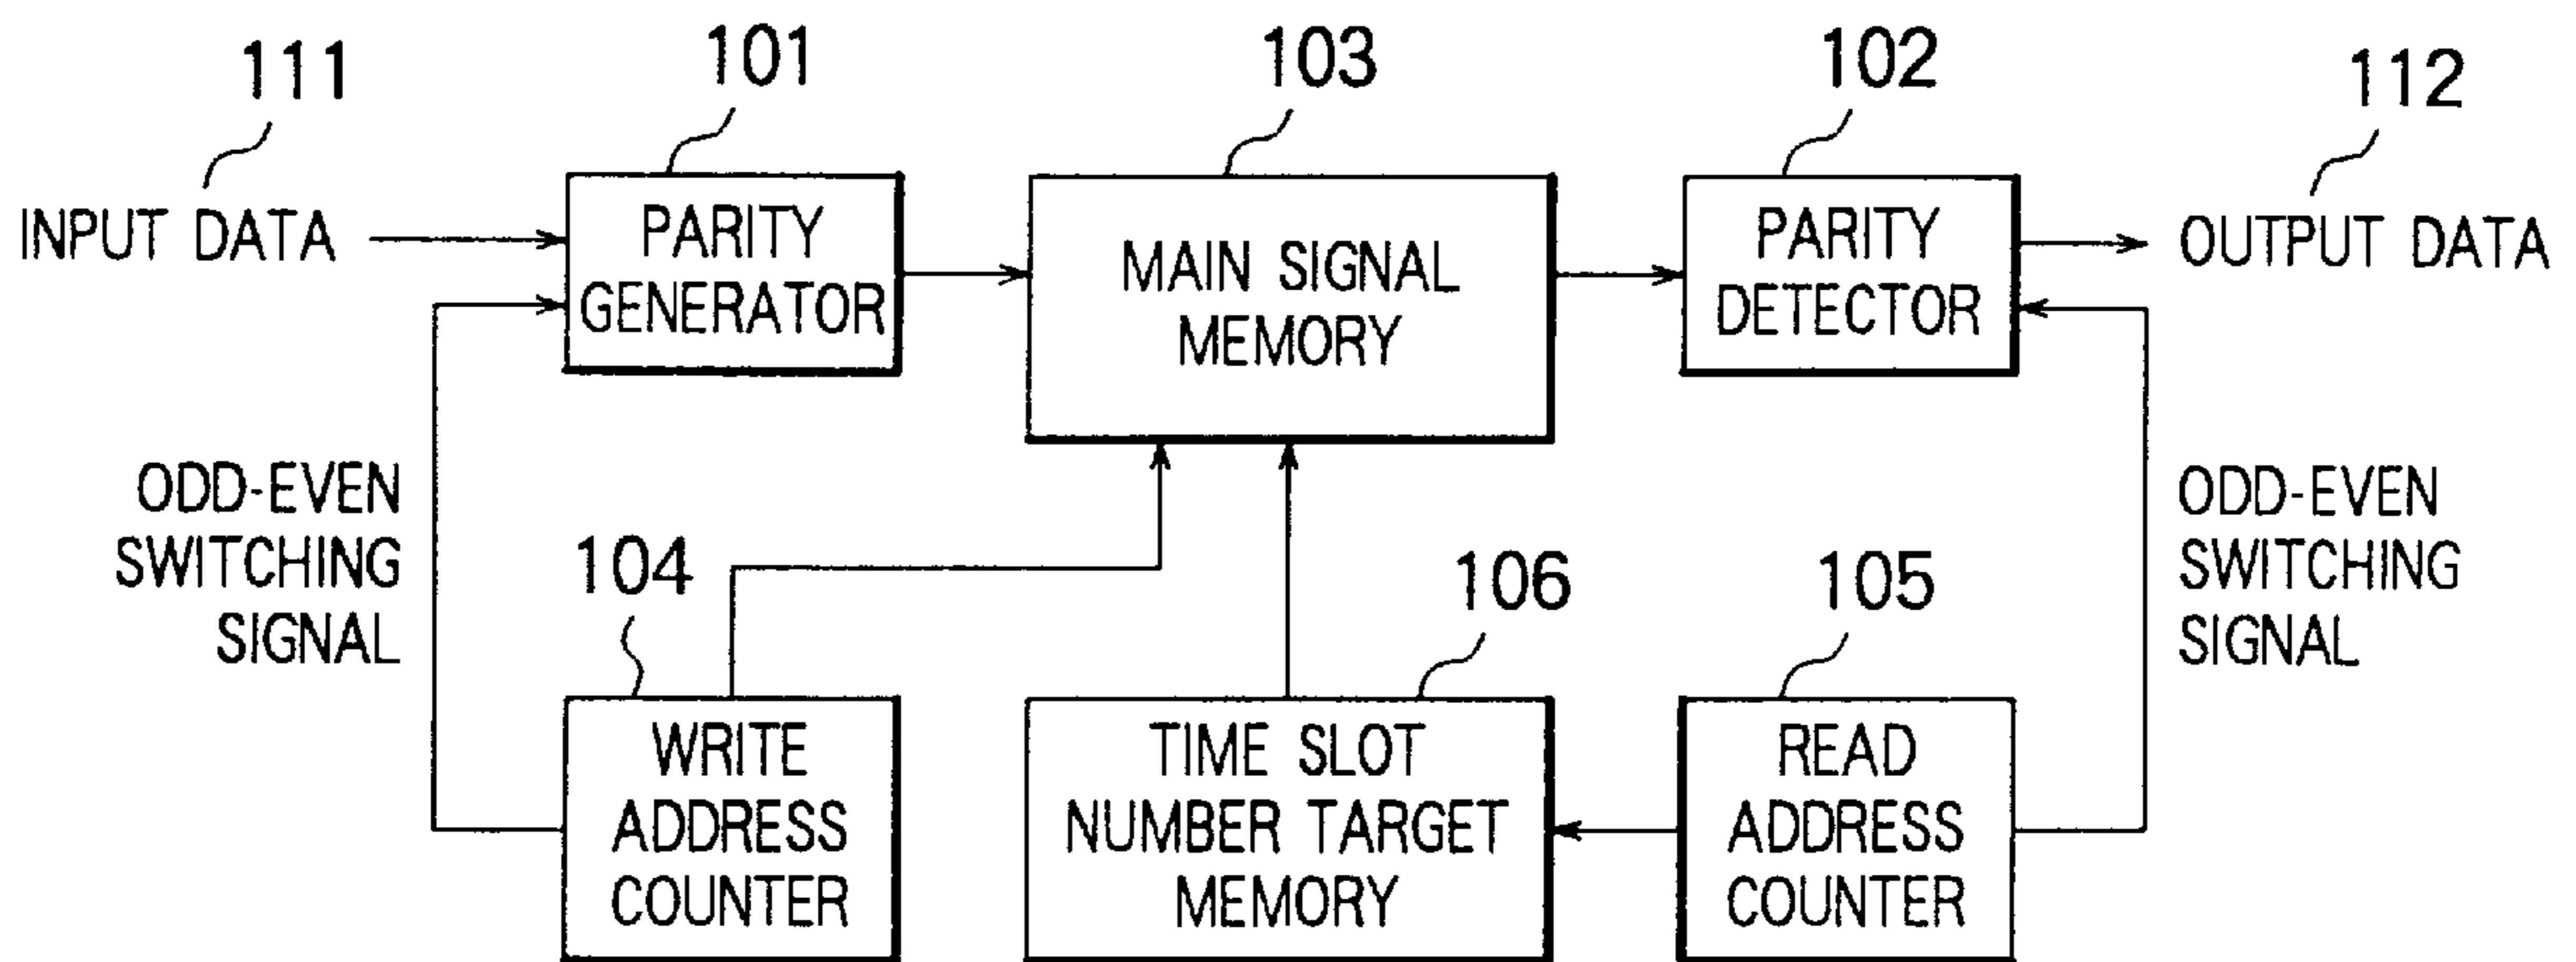 111
101
103
102
112
INPUT DATA
PARITY
GENERATOR
MAIN SIGNAL
MEMORY
PARITY
DETECTOR
OUTPUT DATA
ODD-EVEN
SWITCHING
SIGNAL
104
106
105
ODD-EVEN
SWITCHING
SIGNAL
WRITE
ADDRESS
COUNTER
TIME SLOT
NUMBER TARGET
MEMORY
READ
ADDRESS
COUNTER